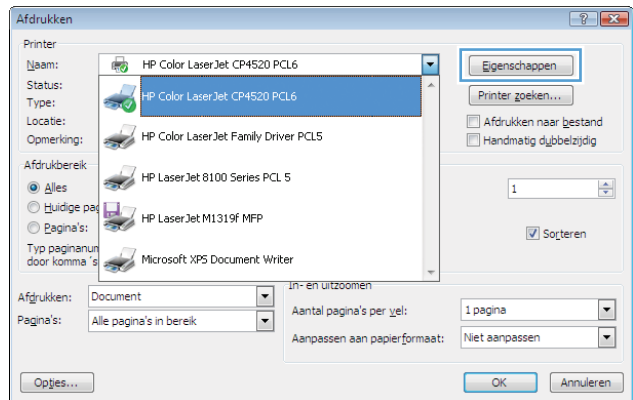 Afdrukken
Printer
Naam: HP Color LaserJet CP4520 PCL6 Eigenschappen
Status: HP Color LaserJet CP4520 PCL6 Printer zoeken...
Type:
Locatie: Afdrukken naar bestand
Opmerking: HP Color LaserJet Family Driver PCL5 Handmatig dubbelzijdig
Afdrukbereik
Alles HP LaserJet 8100 Series PCL 5 1
Huidige pag
Pagina's: HP LaserJet M1319f MFP Sorteren
Typ paginanum
door komma 's Microsoft XPS Document Writer
In- en uitzoomen
Afdrukken: Document Aantal pagina's per vel: 1 pagina
Pagina's: Alle pagina's in bereik Aanpassen aan papierformaat: Niet aanpassen
Opties... OK Annuleren